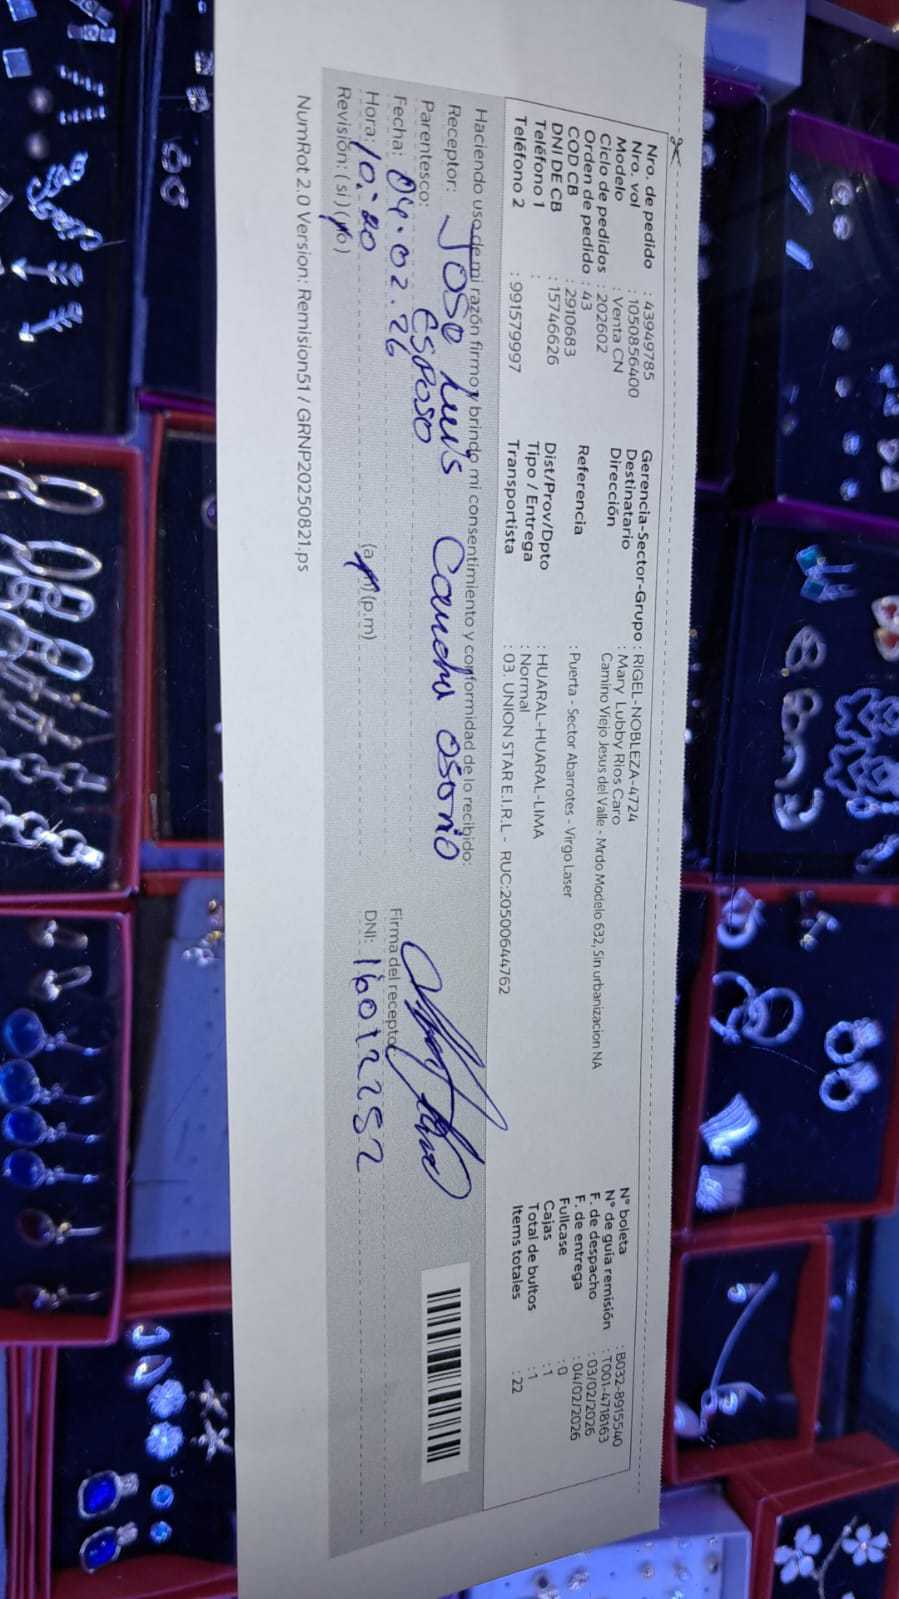 Nro. de pedido : 43949785
Nro. vol : 1050856400
Modelo : Venta CN
Ciclo de pedidos : 202602
Orden de pedido : 43
COD CB : 2910683
DNI DE CB : 15746626
Teléfono 1 :
Teléfono 2 : 991579997
Gerencia-Sector-Grupo : RIGEL-NOBLEZA-4724
Destinatario : Mary Lubby Rios Caro
Dirección Camino Viejo Jesus del Valle - Mrdo Modelo 632, Sin urbanizacion NA
Referencia : Puerta - Sector Abarrotes - Virgo Laser
Dist/Prov/Dpto : HUARAL-HUARAL-LIMA
Tipo / Entrega : Normal
Transportista : 03. UNION STAR E.I.R.L - RUC:20500644762
N° boleta : B032-8915540
N° de guía remisión : T001-4718163
F. de despacho : 03/02/2026
F. de entrega : 04/02/2026
Fullcase : 0
Cajas : 1
Total de bultos : 1
Items totales : 22
Haciendo uso de mi razón firmo y brindo mi consentimiento y conformidad de lo recibido:
Receptor: Jose Luis Camcho Osorio
Parentesco: Esposo
Fecha: 04.02.26
Hora: 10:20 (a.m) (p.m)
Revisión: ( si ) (no )
Firma del receptor
DNI: 16012252
NumRot 2.0 Version: Remision51 / GRNP20250821.ps